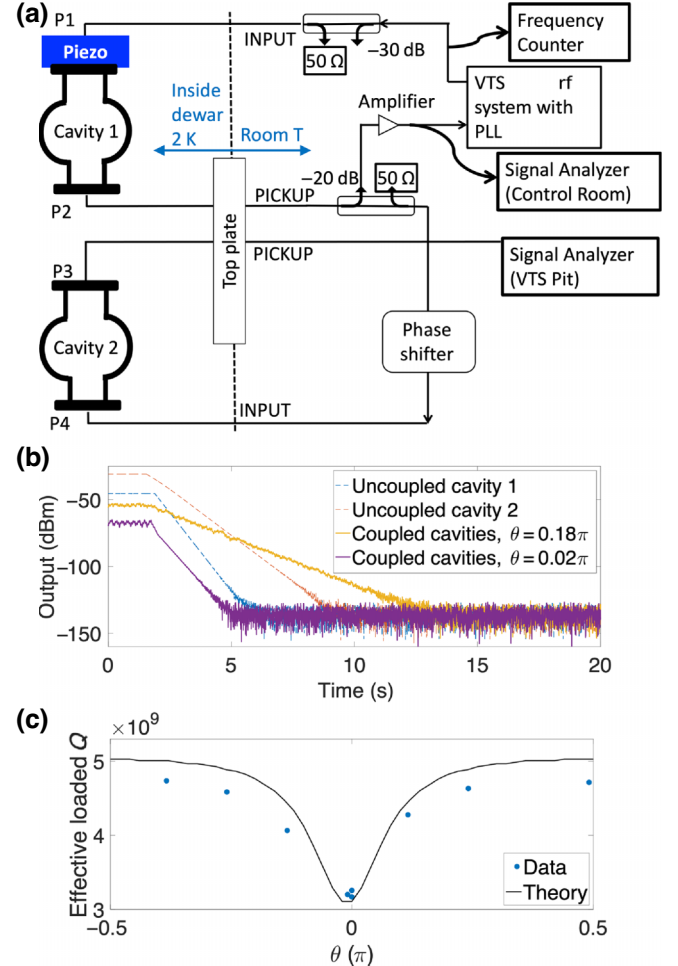 (a)
P1
Piezo
Cavity 1
P2
INPUT
50 Ω
−30 dB
Frequency
Counter
VTS rf
system with
PLL
Amplifier
Inside
dewar
2 K
Room T
−20 dB
50 Ω
Signal Analyzer
(Control Room)
PICKUP
Top plate
P3
PICKUP
Signal Analyzer
(VTS Pit)
Cavity 2
Phase
shifter
P4
INPUT
(b)
Output (dBm)
−50
−100
−150
0
5
10
15
20
Time (s)
Uncoupled cavity 1
Uncoupled cavity 2
Coupled cavities, θ = 0.18π
Coupled cavities, θ = 0.02π
(c)
×10⁹
Effective loaded Q
5
4
3
−0.5
0
0.5
θ (π)
Data
Theory